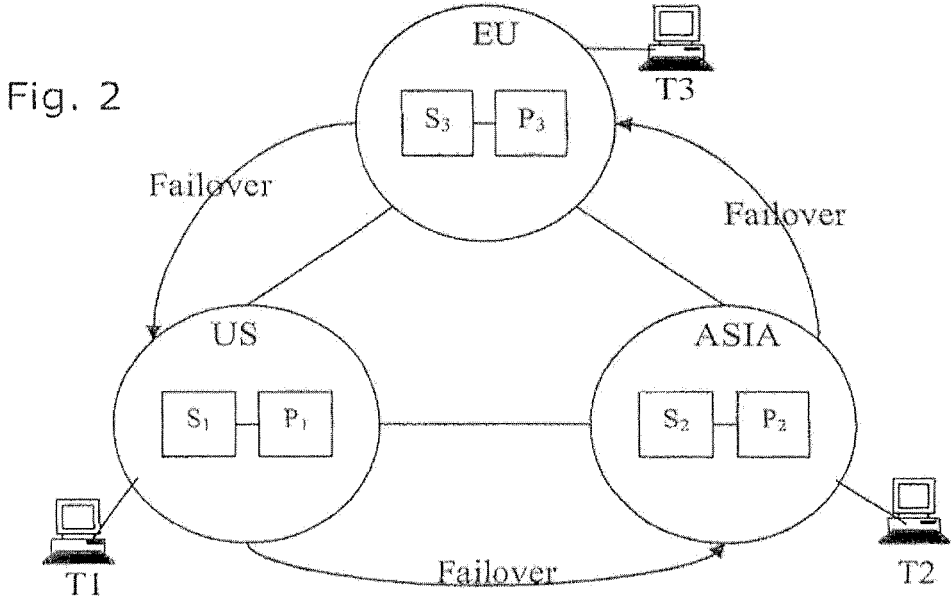 EU
T3
Fig. 2
S₃
P₃
Failover
Failover
US
ASIA
S₁
P₁
S₂
P₂
T1
Failover
T2